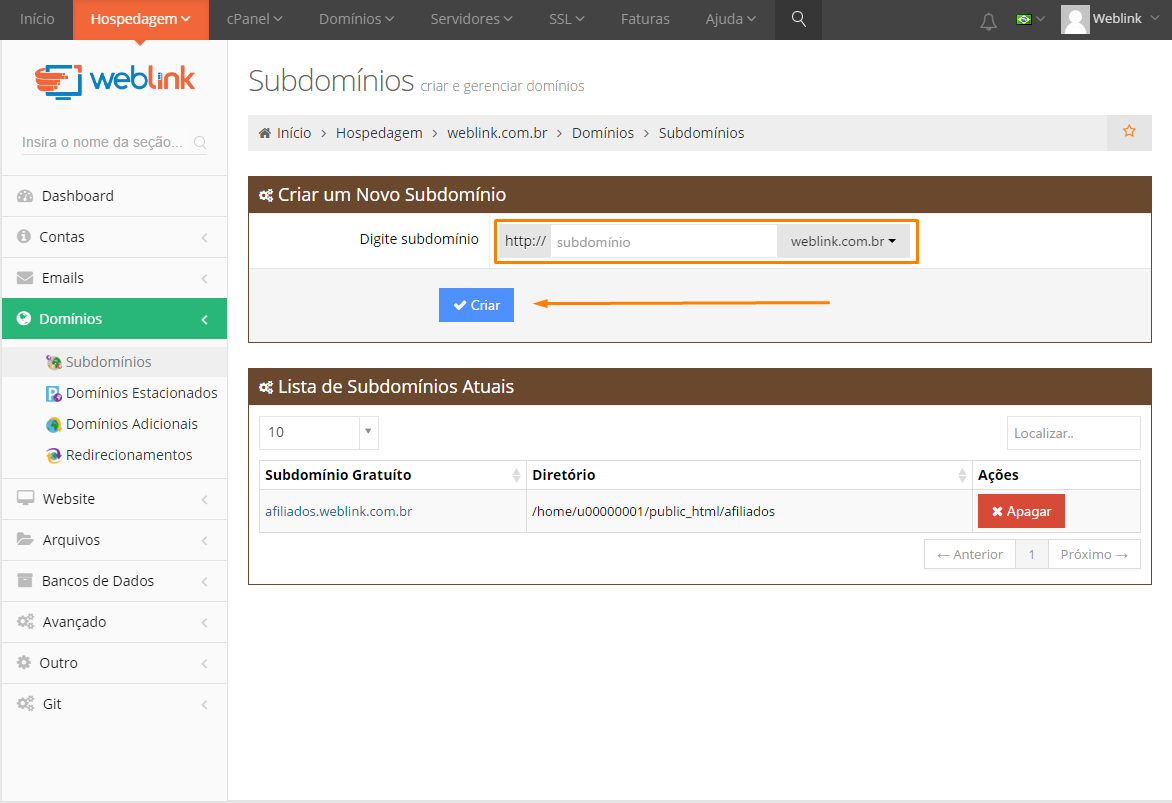 Início Hospedagem cPanel Domínios Servidores SSL Faturas Ajuda Weblink
weblink
Insira o nome da seção...
Dashboard
Contas
Emails
Domínios
Subdomínios
Domínios Estacionados
Domínios Adicionais
Redirecionamentos
Website
Arquivos
Bancos de Dados
Avançado
Outro
Git
Subdomínios criar e gerenciar domínios
Início > Hospedagem > weblink.com.br > Domínios > Subdomínios
Criar um Novo Subdomínio
Digite subdomínio http:// subdomínio weblink.com.br
Criar
Lista de Subdomínios Atuais
10 Localizar..
Subdomínio Gratuíto Diretório Ações
afiliados.weblink.com.br /home/u00000001/public_html/afiliados Apagar
← Anterior 1 Próximo →